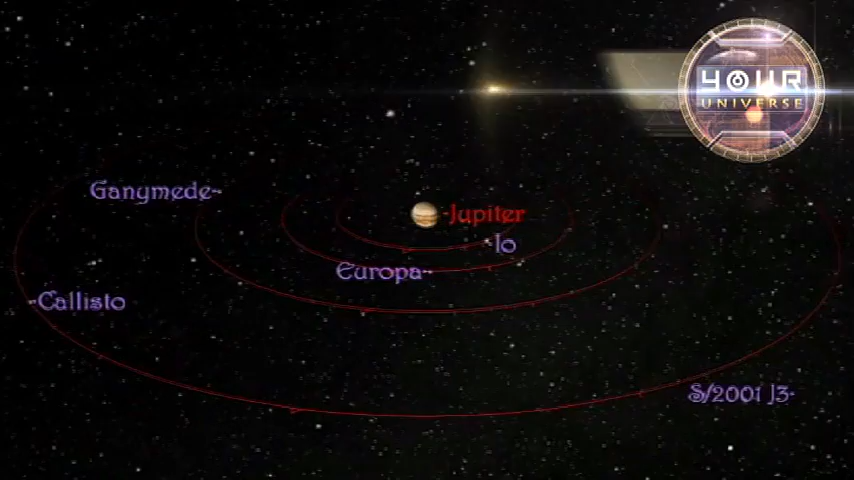 YOUR
UNIVERSE
Ganymede
Jupiter
Io
Europa
Callisto
S/2001 J3